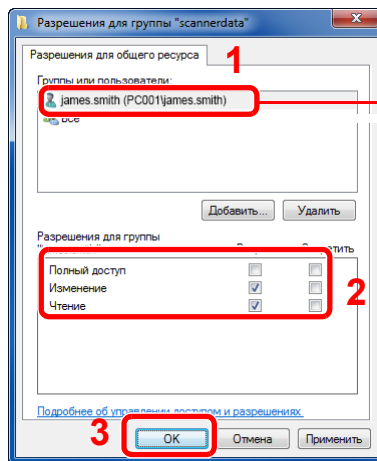 Разрешения для группы "scannerdata"
Разрешения для общего ресурса
1
Группы или пользователи:
james.smith (PC001\james.smith)
Все
Добавить... Удалить
Разрешения для группы
Полный доступ
Изменение
Чтение
2
Подробнее об управлении доступом и разрешениях
3
ОК Отмена Применить